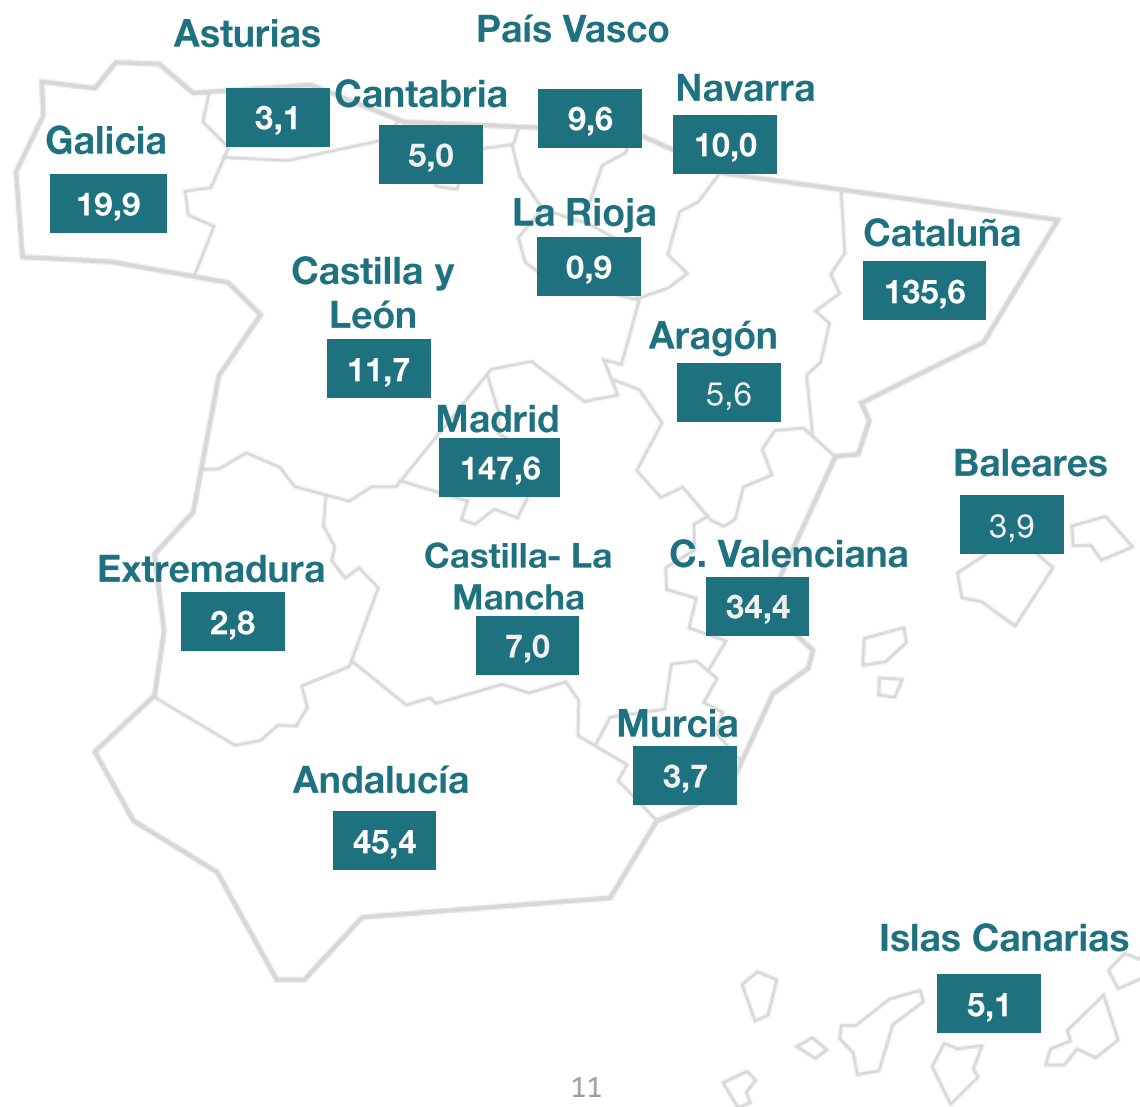 Asturias
3,1
País Vasco
9,6
Cantabria
5,0
Navarra
10,0
Galicia
19,9
La Rioja
0,9
Cataluña
135,6
Castilla y
León
11,7
Aragón
5,6
Madrid
147,6
Baleares
3,9
Extremadura
2,8
Castilla- La
Mancha
7,0
C. Valenciana
34,4
Murcia
3,7
Andalucía
45,4
Islas Canarias
5,1
11